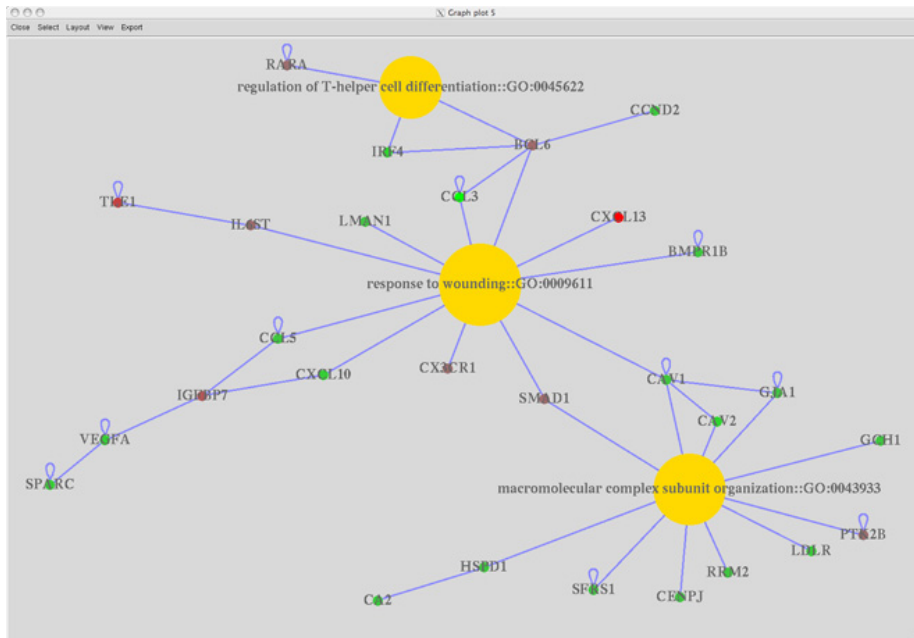 Graph plot 5
Close Select Layout View Export
RARA
regulation of T-helper cell differentiation::GO:0045622
CCND2
IRF4
BCL6
TLE1
CCL3
IL6ST
LMAN1
CXCL13
BMPR1B
response to wounding::GO:0009611
CCL5
CXCL10
CX3CR1
CAV1
IGFBP7
SMAD1
GJA1
CAV2
VEGFA
GCH1
SPARC
macromolecular complex subunit organization::GO:0043933
PTK2B
LDLR
HSPD1
RRM2
SFRS1
CENPJ
CA2